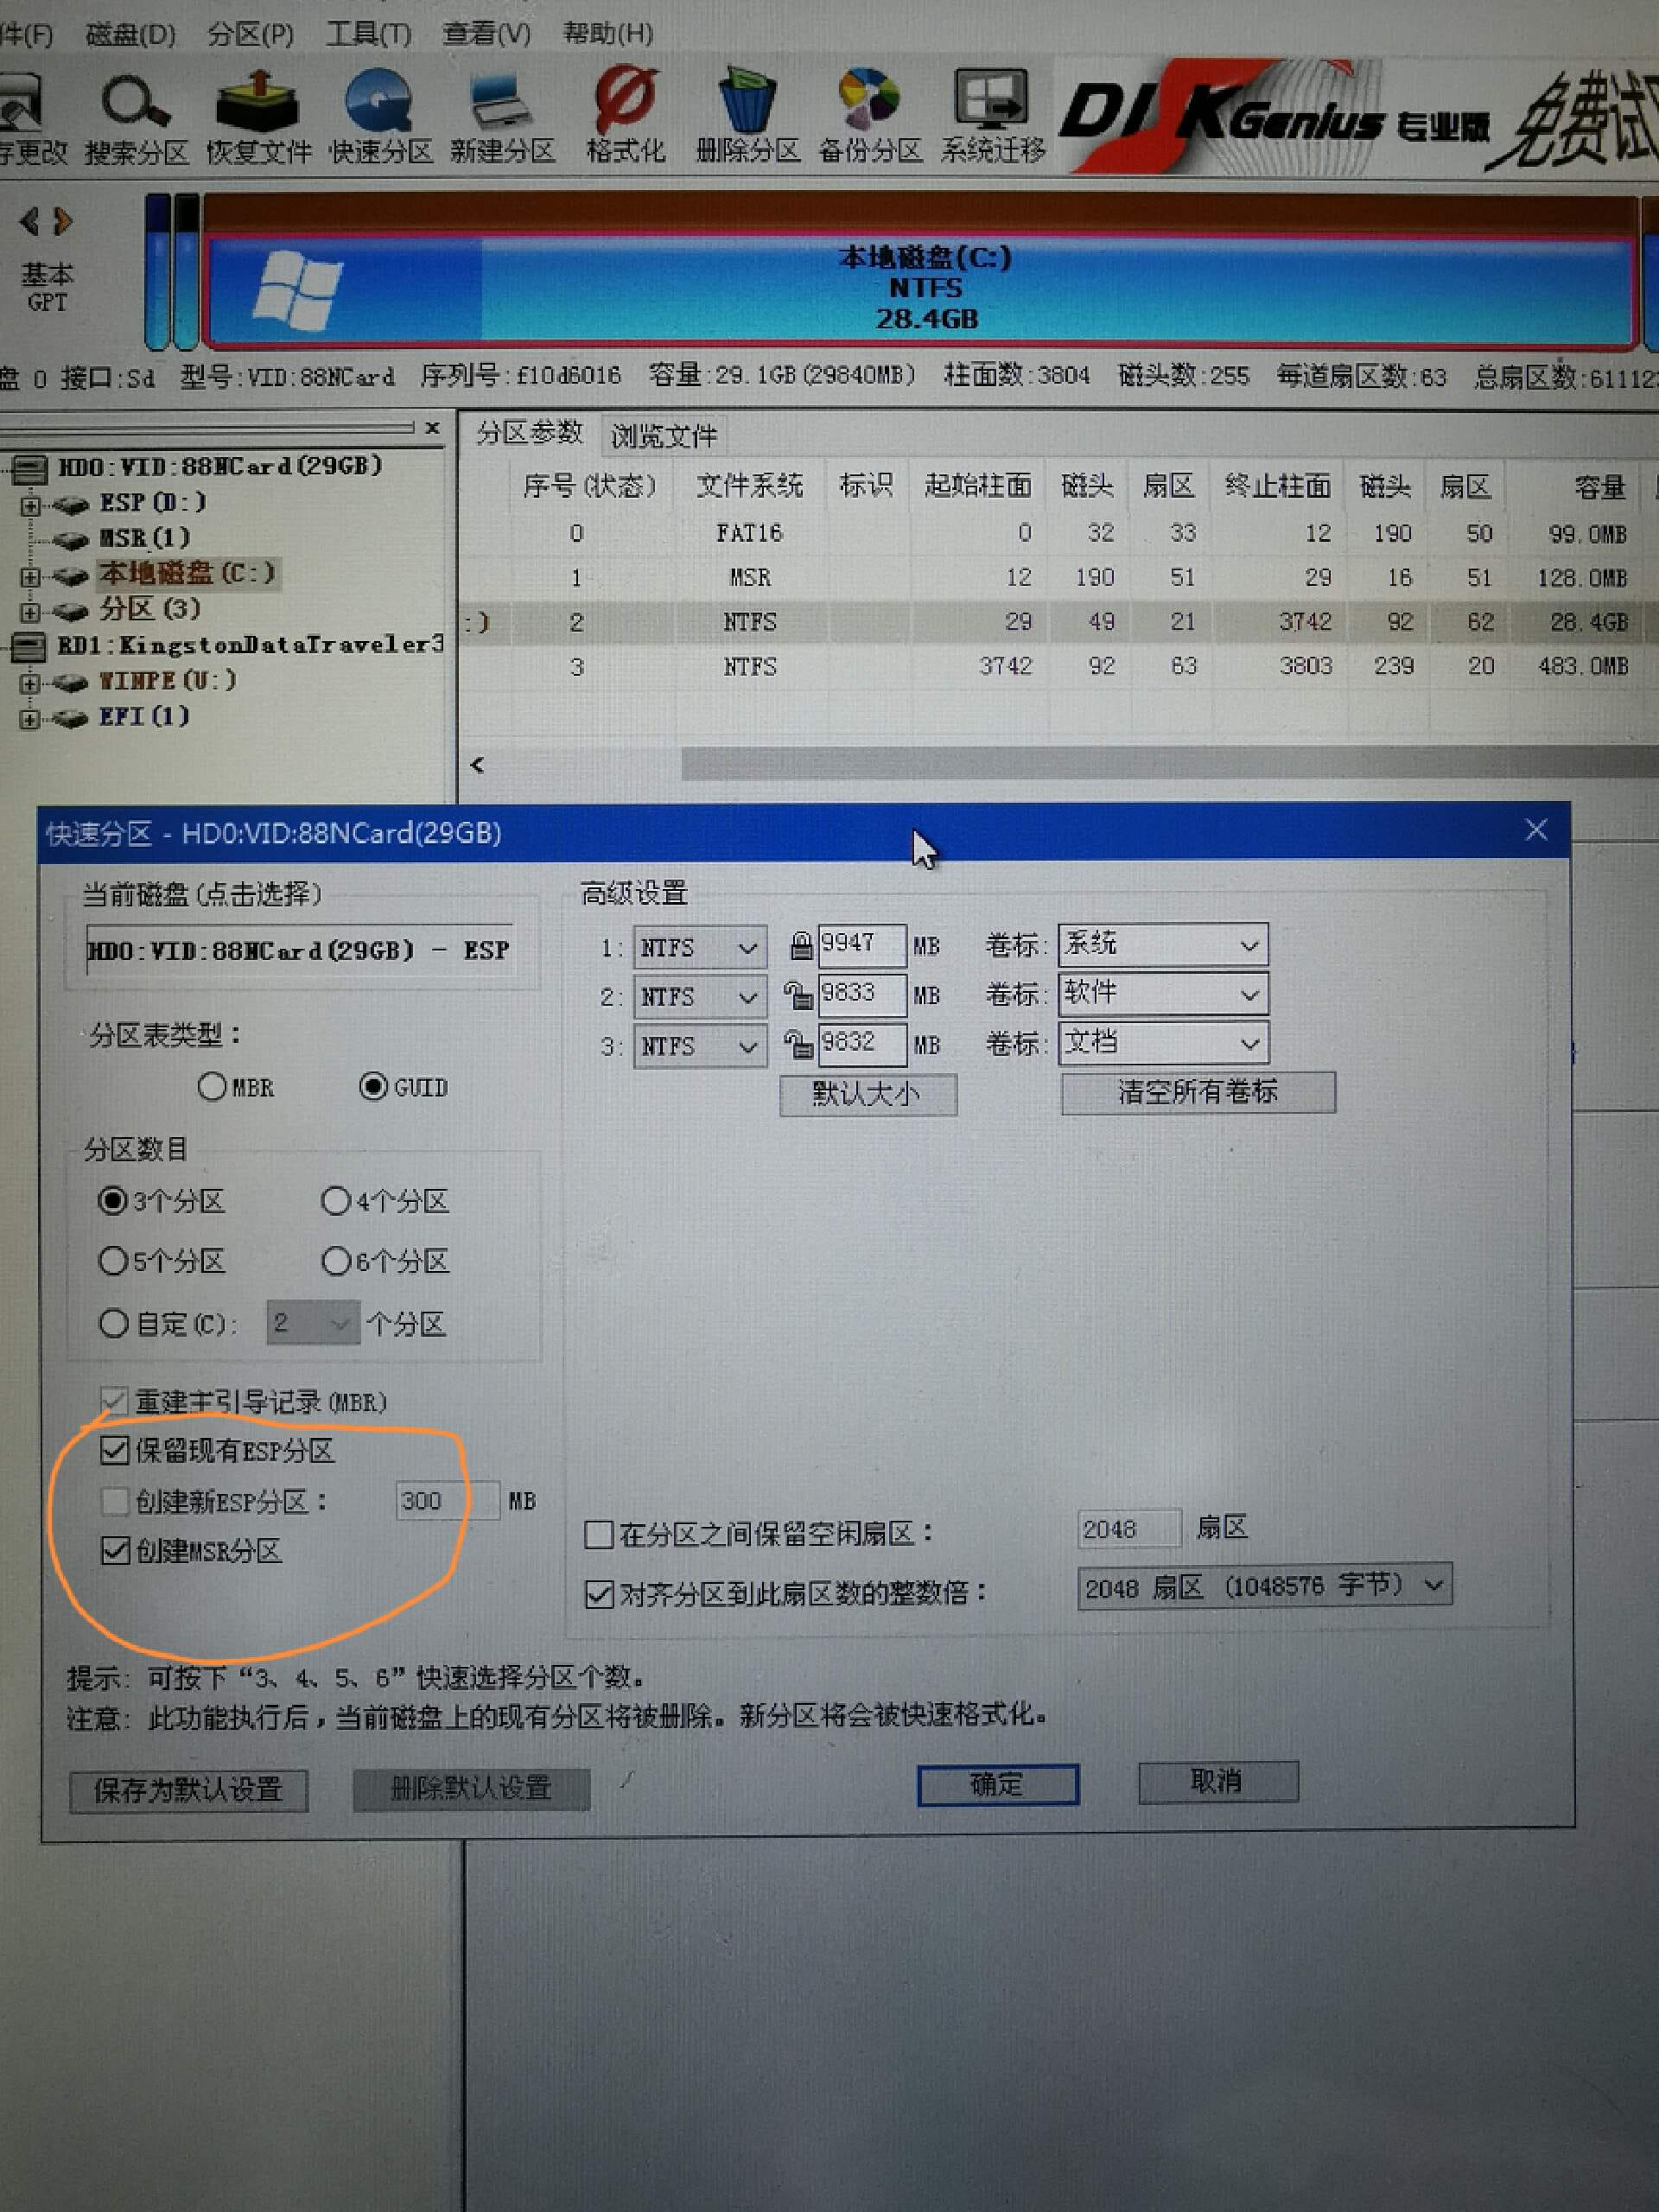 件(F) 磁盘(D) 分区(P) 工具(T) 查看(V) 帮助(H)
存更改 搜索分区 恢复文件 快速分区 新建分区 格式化 删除分区 备份分区 系统迁移 DISKGenius 专业版 免费试
基本
GPT
本地磁盘(C:)
NTFS
28.4GB
盘 0 接口:Sd 型号:VID:88NCard 序列号:f10d6016 容量:29.1GB(29840MB) 柱面数:3804 磁头数:255 每道扇区数:63 总扇区数:61112
HD0:VID:88NCard(29GB)
ESP(D:)
MSR(1)
本地磁盘(C:)
分区(3)
RD1:KingstonDataTraveler3
WINPE(U:)
EFI(1)
分区参数 浏览文件
序号(状态) 文件系统 标识 起始柱面 磁头 扇区 终止柱面 磁头 扇区 容量
0 FAT16 0 32 33 12 190 50 99.0MB
1 MSR 12 190 51 29 16 51 128.0MB
:) 2 NTFS 29 49 21 3742 92 62 28.4GB
3 NTFS 3742 92 63 3803 239 20 483.0MB
快速分区 - HD0:VID:88NCard(29GB)
当前磁盘(点击选择)
HD0:VID:88NCard(29GB) - ESP
分区表类型：
MBR GUID
分区数目
3个分区 4个分区
5个分区 6个分区
自定(C): 2 个分区
重建主引导记录(MBR)
保留现有ESP分区
创建新ESP分区： 300 MB
创建MSR分区
高级设置
1: NTFS 9947 MB 卷标: 系统
2: NTFS 9833 MB 卷标: 软件
3: NTFS 9832 MB 卷标: 文档
默认大小 清空所有卷标
在分区之间保留空闲扇区： 2048 扇区
对齐分区到此扇区数的整数倍： 2048 扇区 (1048576 字节)
提示: 可按下“3、4、5、6”快速选择分区个数。
注意: 此功能执行后，当前磁盘上的现有分区将被删除。新分区将会被快速格式化。
保存为默认设置 删除默认设置 确定 取消